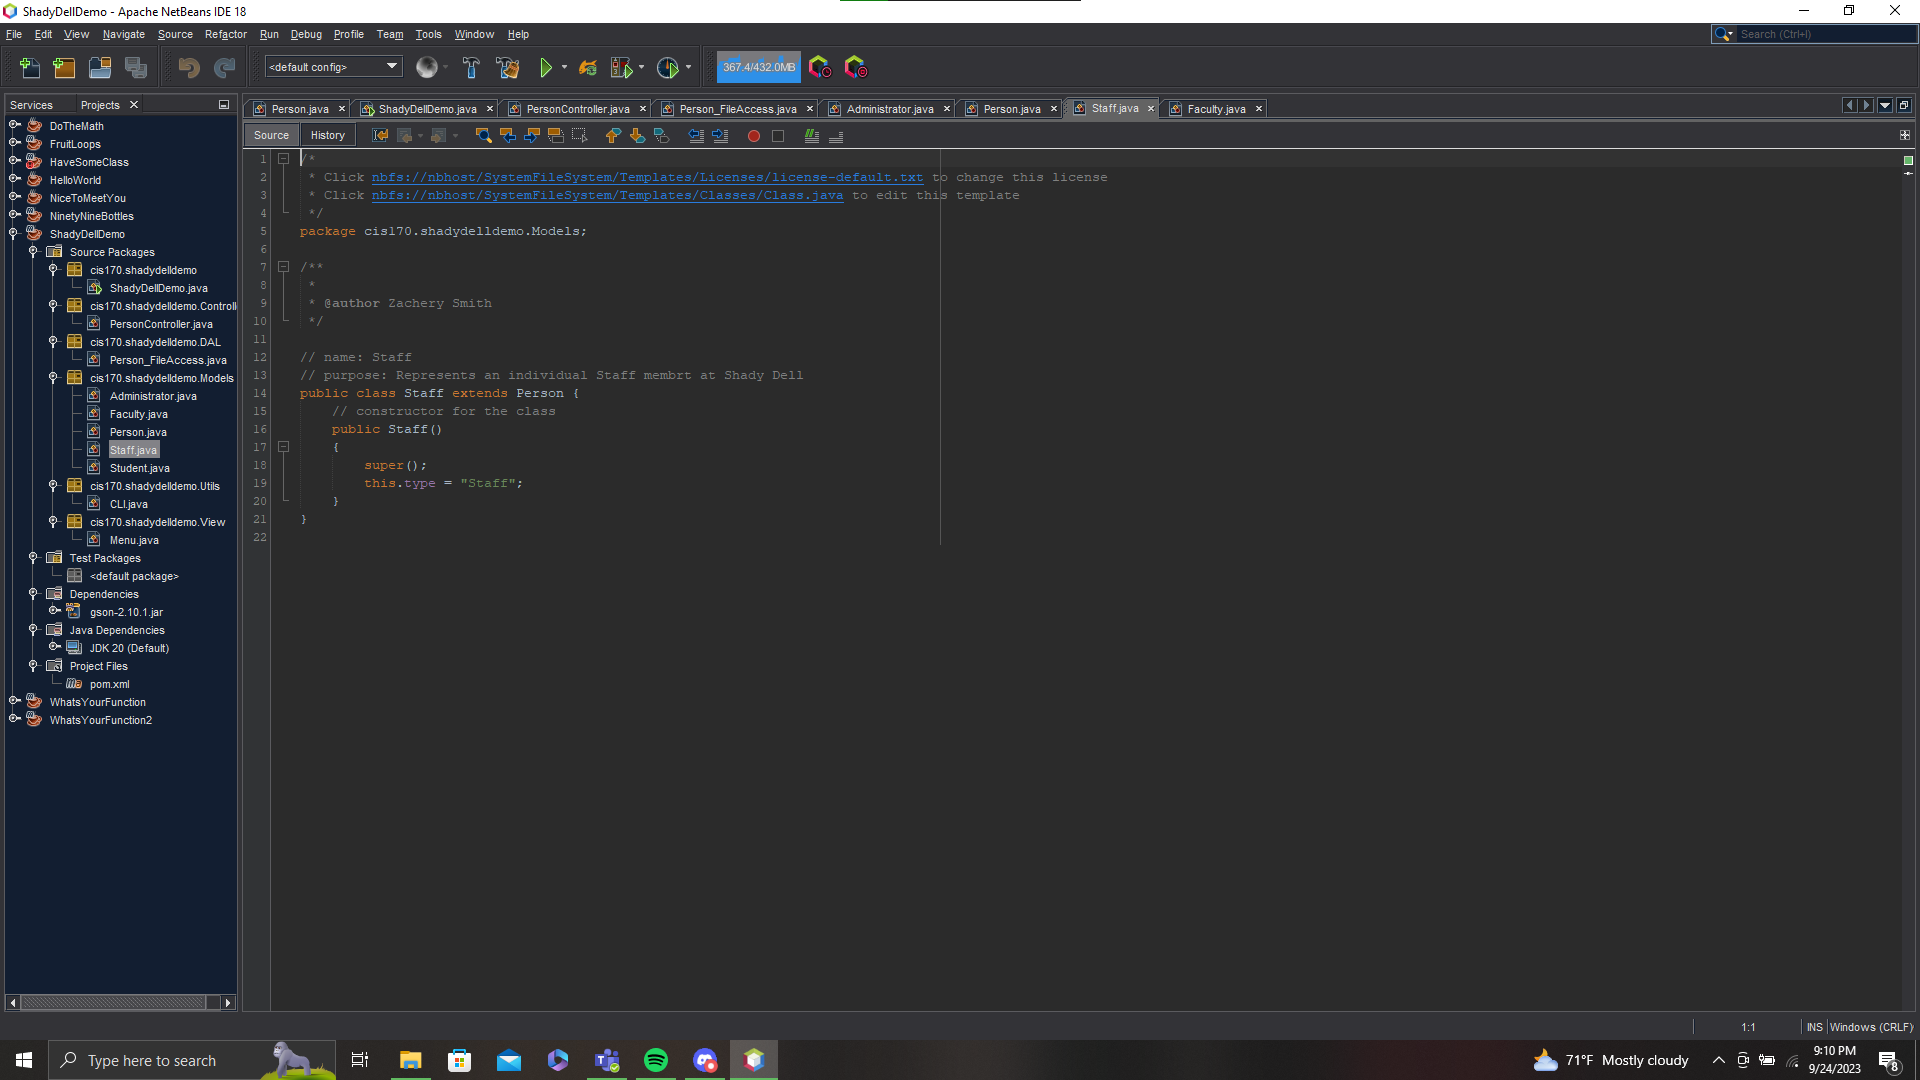 ShadyDellDemo - Apache NetBeans IDE 18
File Edit View Navigate Source Refactor Run Debug Profile Team Tools Window Help
Search (Ctrl+I)
<default config>
367.4/432.0MB
Services Projects
Person.java ShadyDellDemo.java PersonController.java Person_FileAccess.java Administrator.java Person.java Staff.java Faculty.java
Source History
DoTheMath
FruitLoops
HaveSomeClass
HelloWorld
NiceToMeetYou
NinetyNineBottles
ShadyDellDemo
Source Packages
cis170.shadydelldemo
ShadyDellDemo.java
cis170.shadydelldemo.Controll
PersonController.java
cis170.shadydelldemo.DAL
Person_FileAccess.java
cis170.shadydelldemo.Models
Administrator.java
Faculty.java
Person.java
Staff.java
Student.java
cis170.shadydelldemo.Utils
CLI.java
cis170.shadydelldemo.View
Menu.java
Test Packages
<default package>
Dependencies
gson-2.10.1.jar
Java Dependencies
JDK 20 (Default)
Project Files
pom.xml
WhatsYourFunction
WhatsYourFunction2
1 /*
2 * Click nbfs://nbhost/SystemFileSystem/Templates/Licenses/license-default.txt to change this license
3 * Click nbfs://nbhost/SystemFileSystem/Templates/Classes/Class.java to edit this template
4 */
5 package cis170.shadydelldemo.Models;
6
7 /**
8 *
9 * @author Zachery Smith
10 */
11
12 // name: Staff
13 // purpose: Represents an individual Staff membrt at Shady Dell
14 public class Staff extends Person {
15 // constructor for the class
16 public Staff()
17 {
18 super();
19 this.type = "Staff";
20 }
21 }
22
1:1 INS Windows (CRLF)
Type here to search
71°F Mostly cloudy
9:10 PM
9/24/2023
8